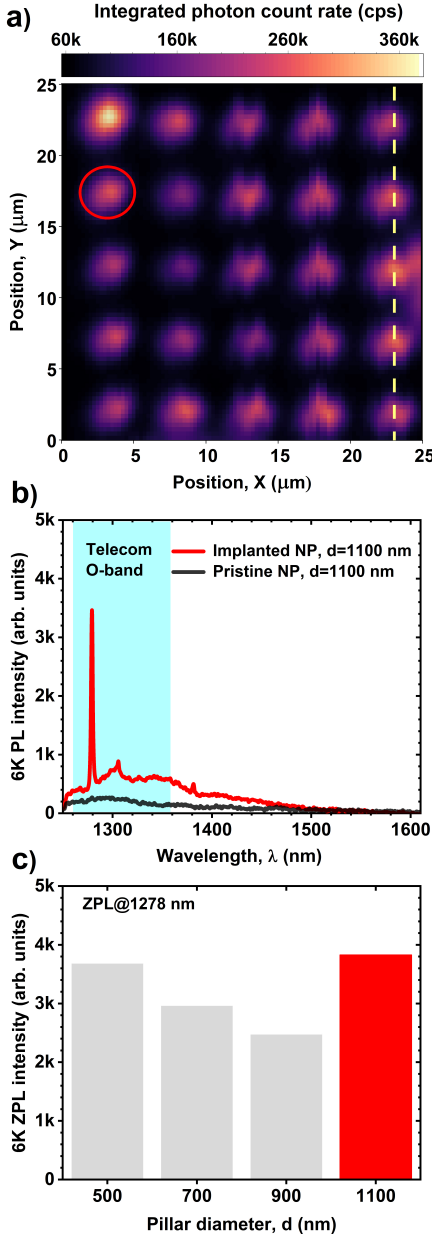 a)
Integrated photon count rate (cps)
60k 160k 260k 360k
25
20
15
10
5
0
Position, Y (μm)
0 5 10 15 20 25
Position, X (μm)
b)
5k
4k
3k
2k
1k
0
6K PL intensity (arb. units)
Telecom
O-band
Implanted NP, d=1100 nm
Pristine NP, d=1100 nm
1300 1400 1500 1600
Wavelength, λ (nm)
c)
5k
4k
3k
2k
1k
0
6K ZPL intensity (arb. units)
ZPL@1278 nm
500 700 900 1100
Pillar diameter, d (nm)